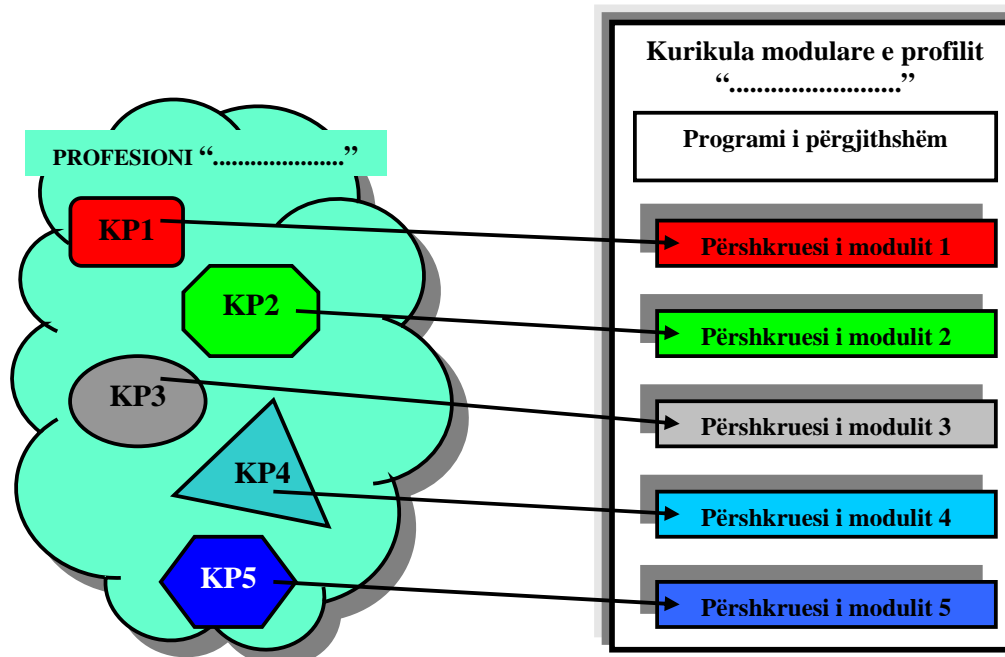 Kurikula modulare e profilit
“.........................”
Programi i përgjithshëm
PROFESIONI “.....................”
KP1
KP2
KP3
KP4
KP5
Përshkruesi i modulit 1
Përshkruesi i modulit 2
Përshkruesi i modulit 3
Përshkruesi i modulit 4
Përshkruesi i modulit 5